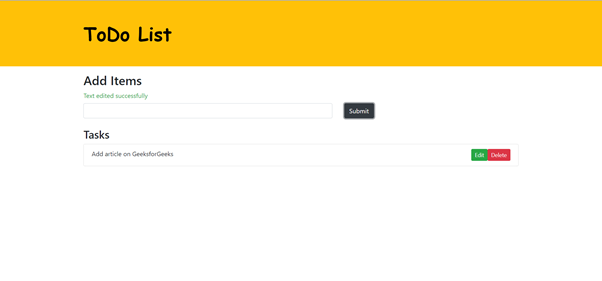 ToDo List
Add Items
Text edited successfully
Submit
Tasks
Add article on GeeksforGeeks Edit Delete